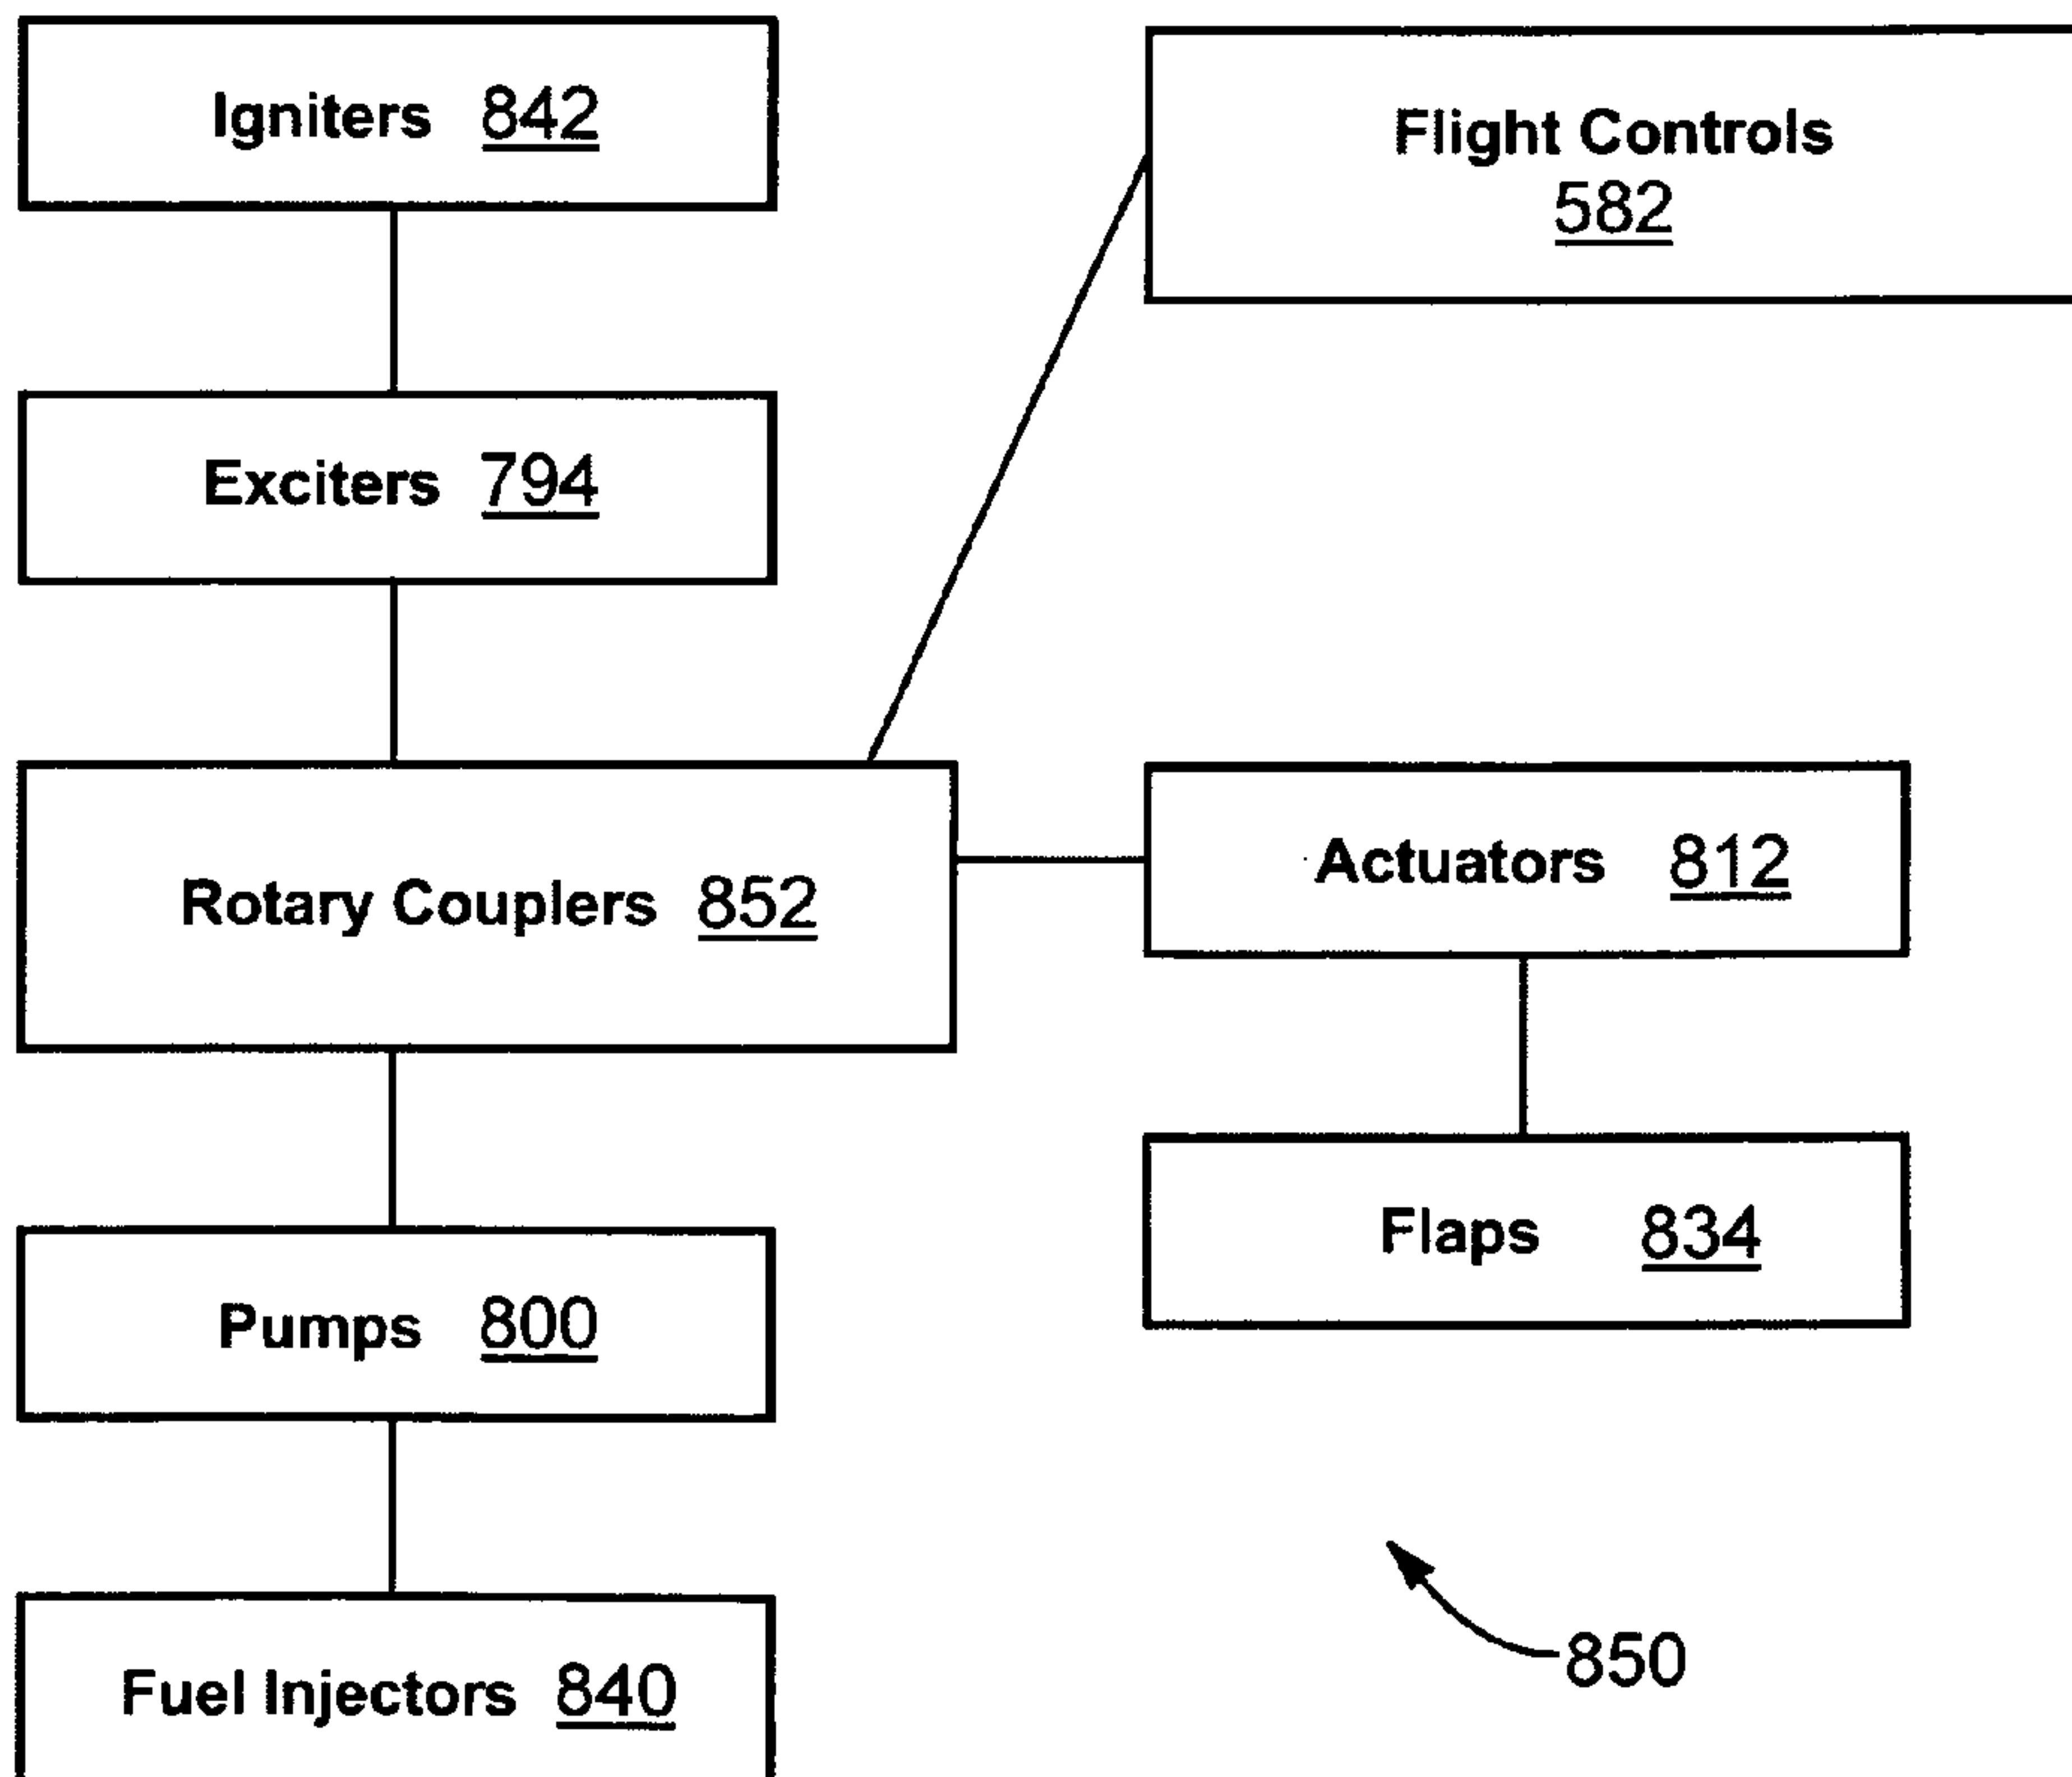 Igniters 842
Flight Controls
582
Exciters 794
Rotary Couplers 852
Actuators 812
Flaps 834
Pumps 800
Fuel Injectors 840
850